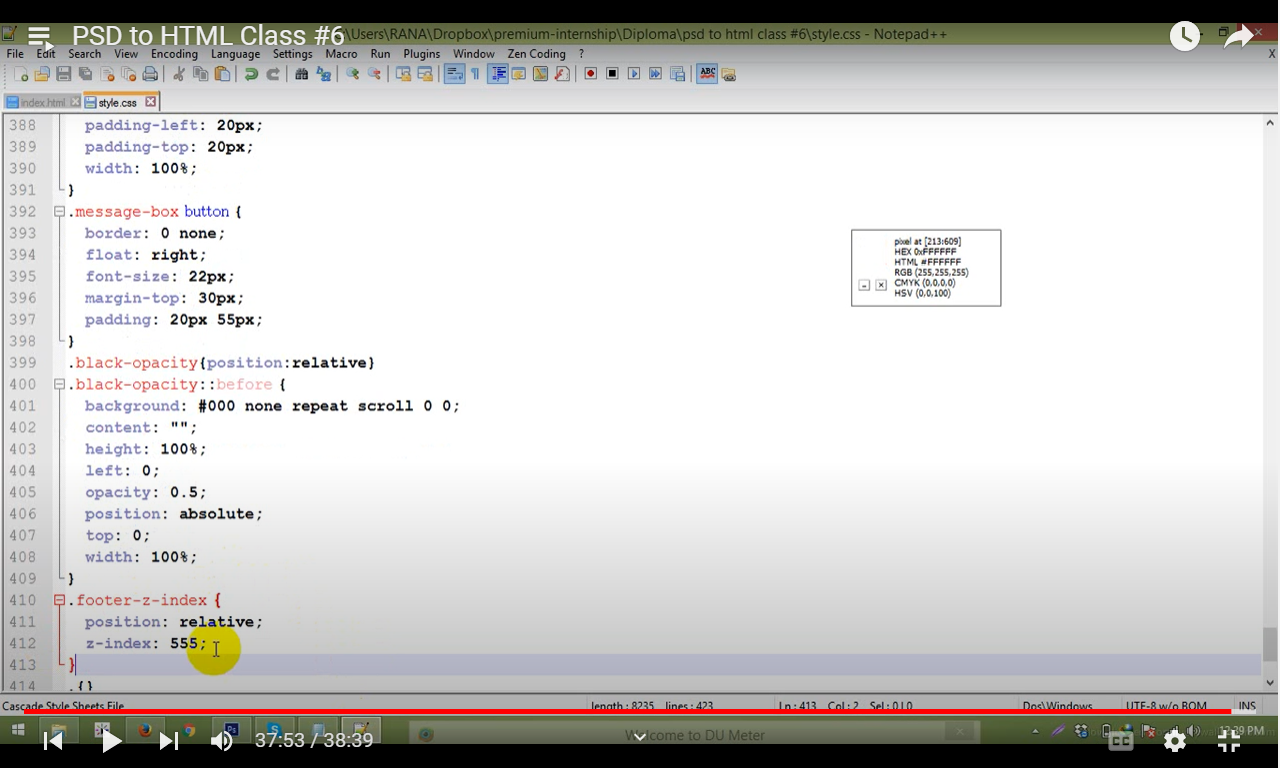 PSD to HTML Class #6
\Users\RANA\Dropbox\premium-internship\Diploma\psd to html class #6\style.css - Notepad++
File Edit Search View Encoding Language Settings Macro Run Plugins Window Zen Coding ? X
index.html style.css
388 padding-left: 20px;
389 padding-top: 20px;
390 width: 100%;
391 }
392 .message-box button {
393 border: 0 none;
394 float: right;
395 font-size: 22px;
396 margin-top: 30px;
397 padding: 20px 55px;
398 }
399 .black-opacity{position:relative}
400 .black-opacity::before {
401 background: #000 none repeat scroll 0 0;
402 content: "";
403 height: 100%;
404 left: 0;
405 opacity: 0.5;
406 position: absolute;
407 top: 0;
408 width: 100%;
409 }
410 .footer-z-index {
411 position: relative;
412 z-index: 555;
413 }
414 .{}
pixel at [213:609]
HEX 0xFFFFFF
HTML #FFFFFF
RGB (255,255,255)
CMYK (0,0,0,0)
HSV (0,0,100)
Cascade Style Sheets File length : 8235 lines : 423 Ln : 413 Col : 2 Sel : 0 | 0 Dos\Windows UTF-8 w/o BOM INS
37:53 / 38:39 Welcome to DU Meter CC 12:39 PM